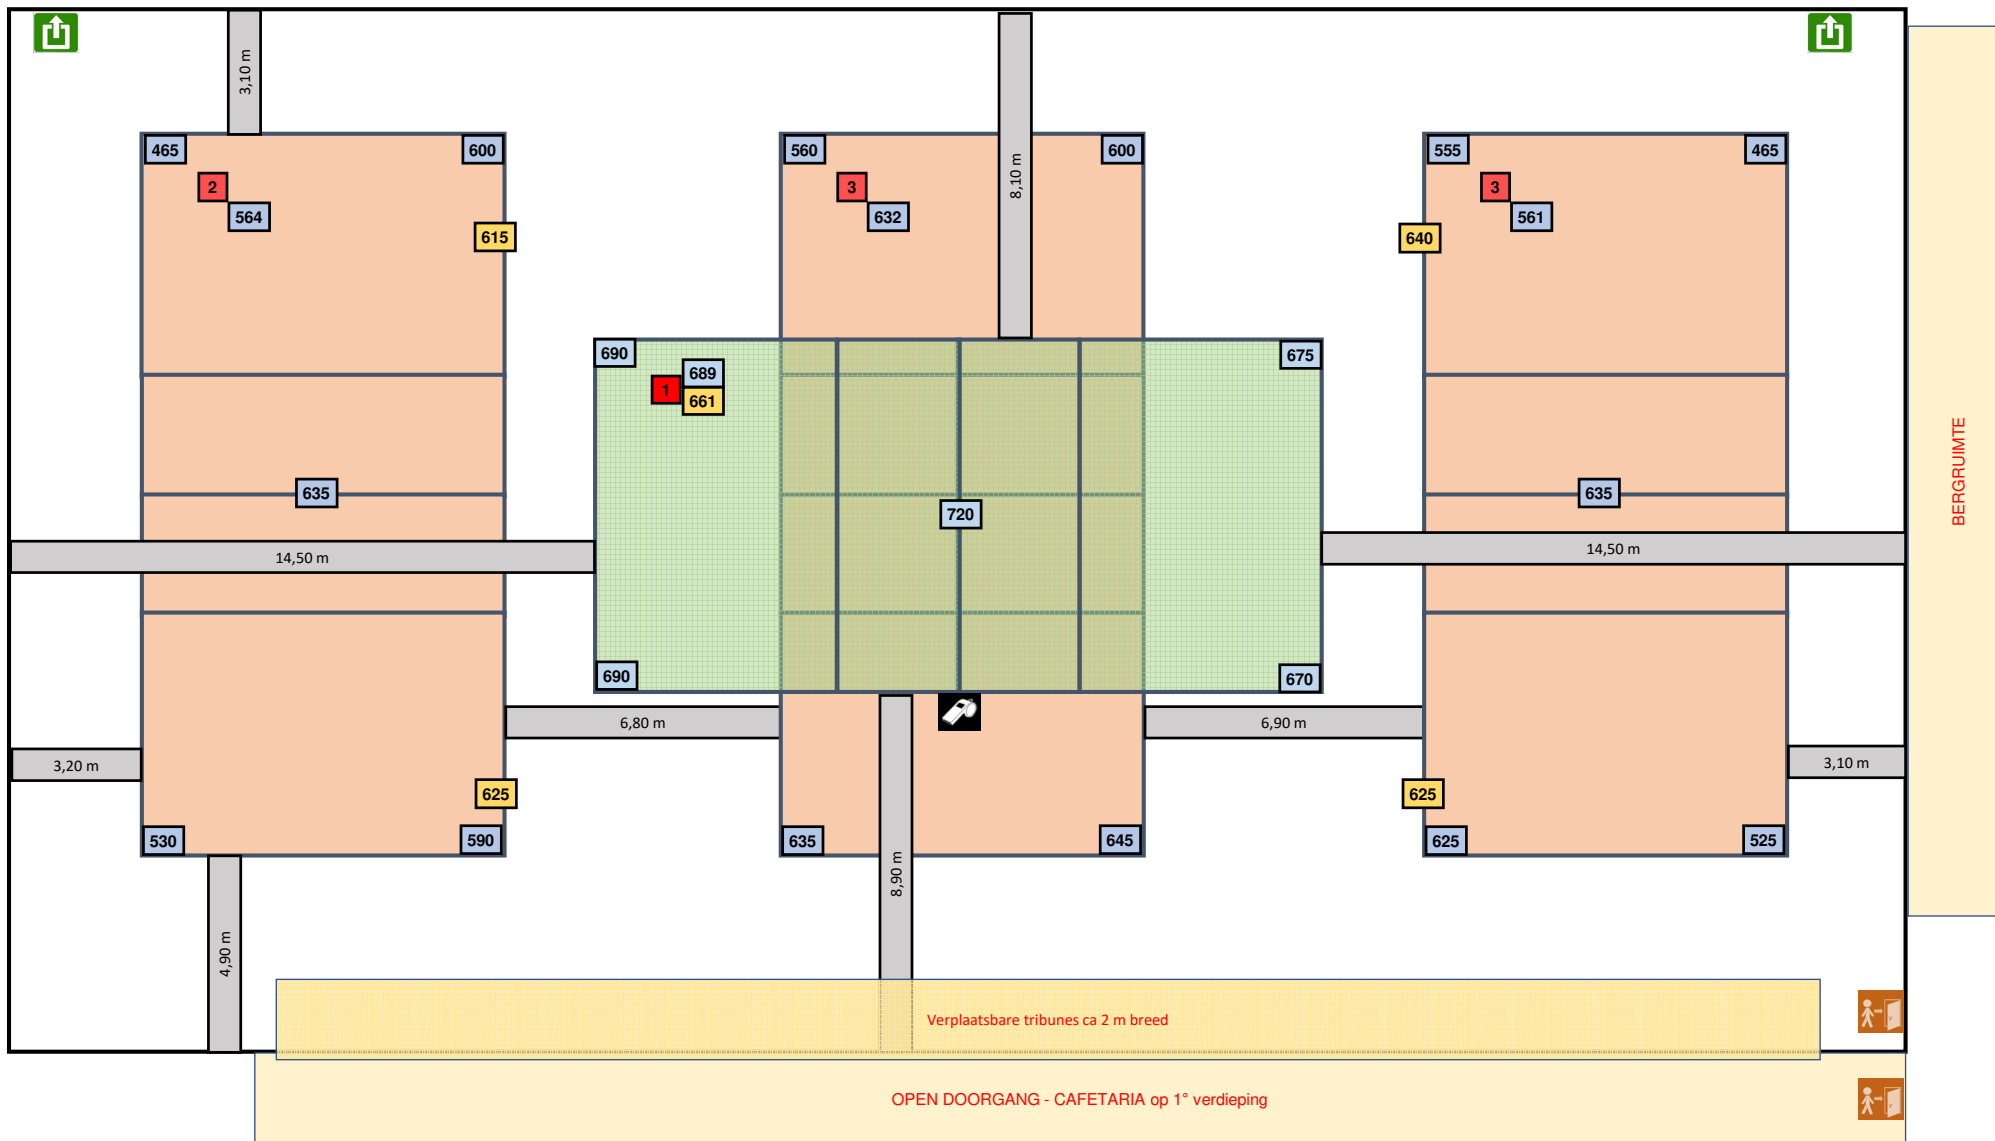 3,10 m
8,10 m
465
600
560
600
555
465
2
564
3
632
3
561
615
640
690
675
689
1
661
635
720
635
14,50 m
14,50 m
BERGRUIMTE
690
670
6,80 m
6,90 m
3,20 m
3,10 m
625
625
530
590
635
645
625
525
8,90 m
4,90 m
Verplaatsbare tribunes ca 2 m breed
OPEN DOORGANG - CAFETARIA op 1° verdieping